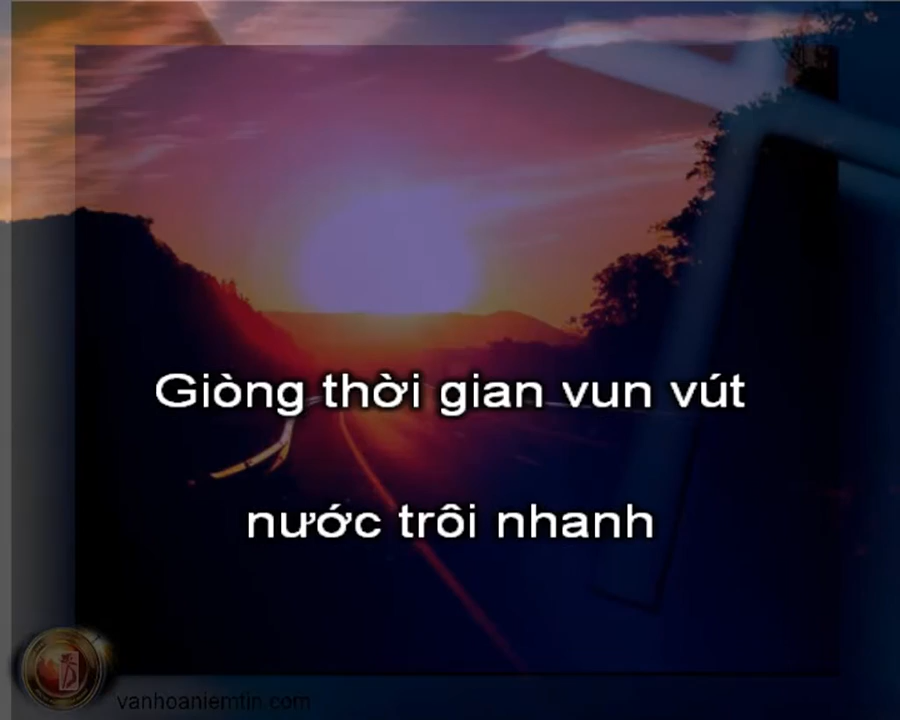 Giòng thời gian vun vút
nước trôi nhanh
vanhoaniemtin.com